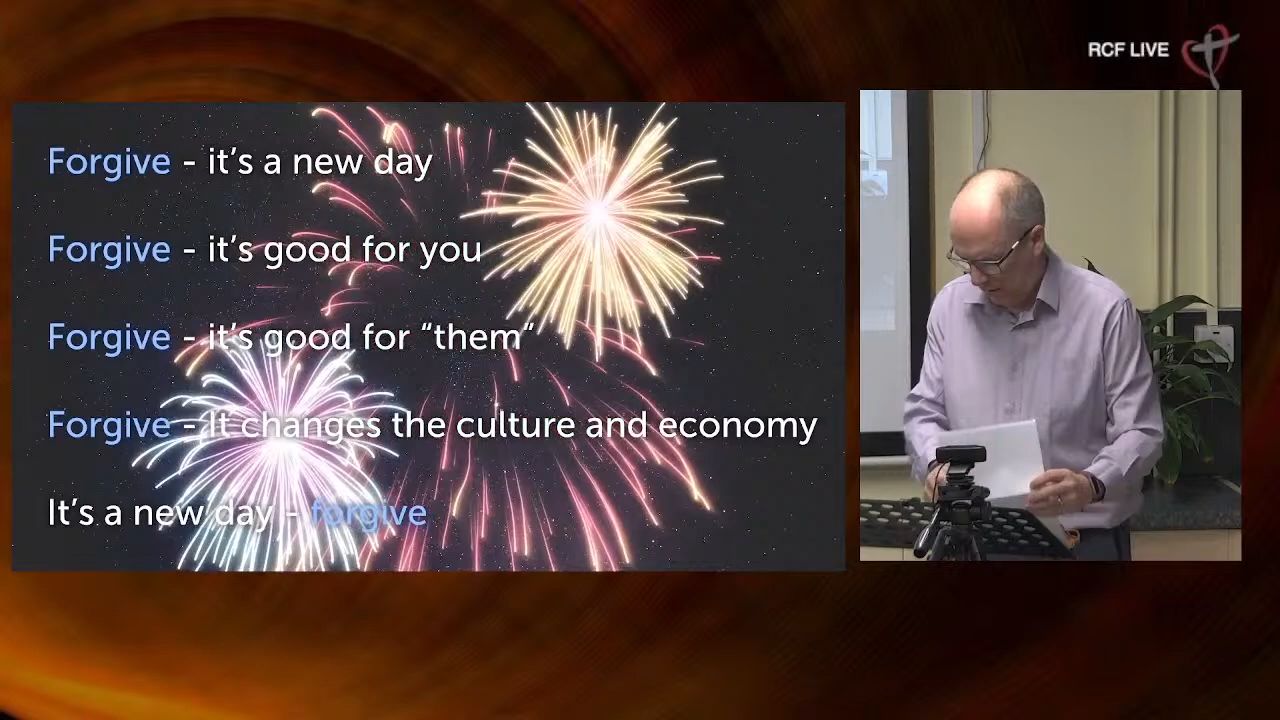 RCF LIVE
Forgive - it's a new day
Forgive - it's good for you
Forgive - it's good for “them”
Forgive - It changes the culture and economy
It's a new day - forgive